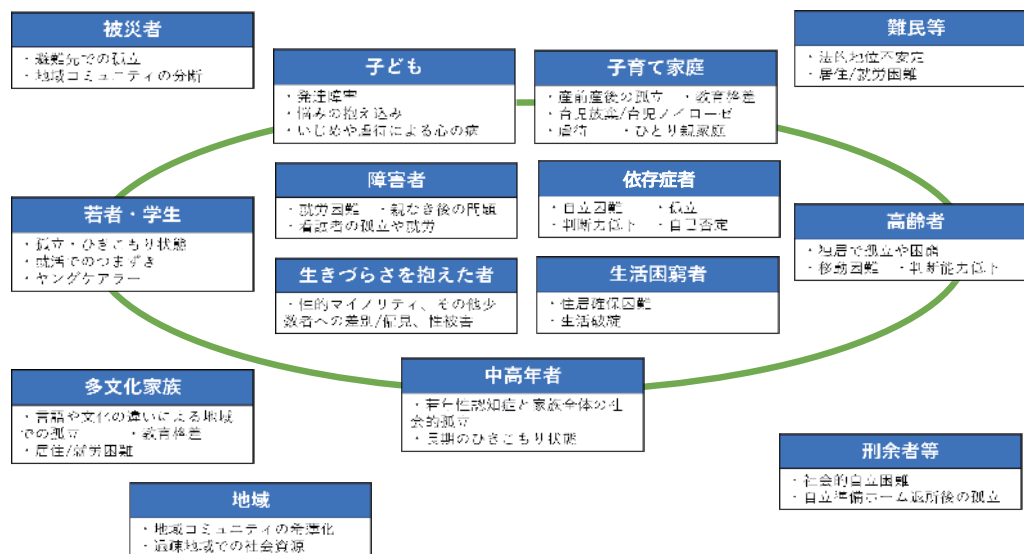 被災者
・避難先での孤立
・地域コミュニティの分断
難民等
・法的地位不安定
・居住/就労困難
子ども
・発達障害
・悩みの抱え込み
・いじめや虐待による心の病
子育て家庭
・産前産後の孤立 ・教育格差
・育児放棄/育児ノイローゼ
・虐待 ・ひとり親家庭
障害者
・就労困難 ・親なき後の問題
・看護者の孤立や就労
依存症者
・自立困難 ・孤立
・判断力低下 ・自己否定
若者・学生
・孤立・ひきこもり状態
・就活でのつまずき
・ヤングケアラー
高齢者
・独居で孤立や困窮
・移動困難 ・判断能力低下
生きづらさを抱えた者
・性的マイノリティ、その他少
数者への差別/偏見、性被害
生活困窮者
・住居確保困難
・生活破綻
中高年者
・若年性認知症と家族全体の社
会的孤立
・長期のひきこもり状態
多文化家族
・言語や文化の違いによる地域
での孤立 ・教育格差
・居住/就労困難
刑余者等
・社会的自立困難
・自立準備ホーム退所後の孤立
地域
・地域コミュニティの希薄化
・過疎地域での社会資源